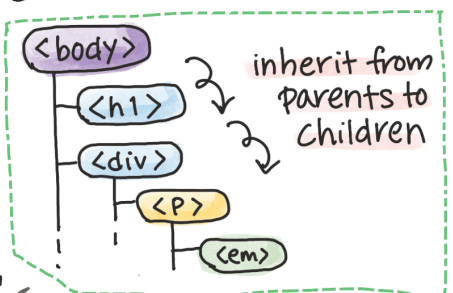 <body>
<h1>
<div>
<P>
<em>
inherit from
parents to
children